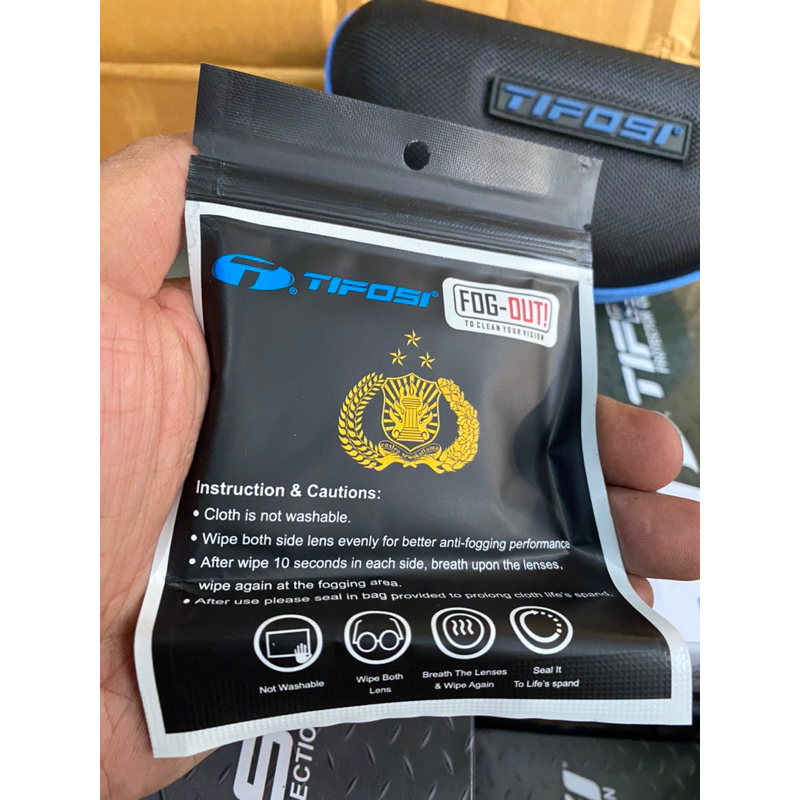 TIFOSI
TIFOSI
FOG-OUT!
TO CLEAN YOUR VISION
Instruction & Cautions:
• Cloth is not washable.
• Wipe both side lens evenly for better anti-fogging performance
• After wipe 10 seconds in each side, breath upon the lenses,
wipe again at the fogging area.
• After use please seal in bag provided to prolong cloth life's spand.
Not Washable
Wipe Both
Lens
Breath The Lenses
& Wipe Again
Seal It
To Life's spand